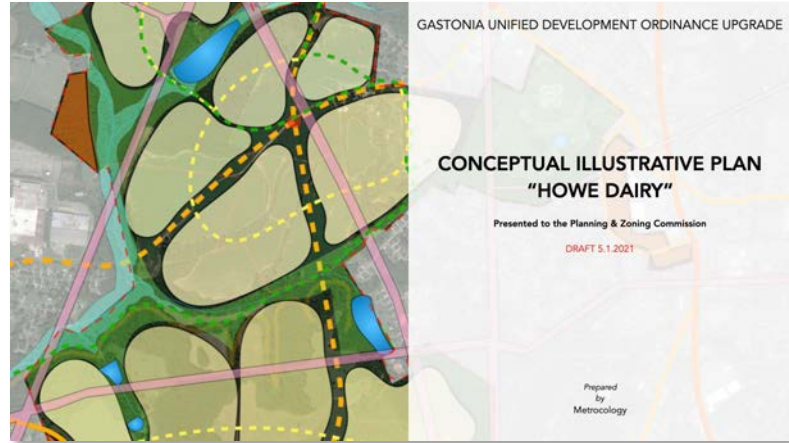 GASTONIA UNIFIED DEVELOPMENT ORDINANCE UPGRADE
CONCEPTUAL ILLUSTRATIVE PLAN
“HOWE DAIRY”
Presented to the Planning & Zoning Commission
DRAFT 5.1.2021
Prepared
by
Metrocology